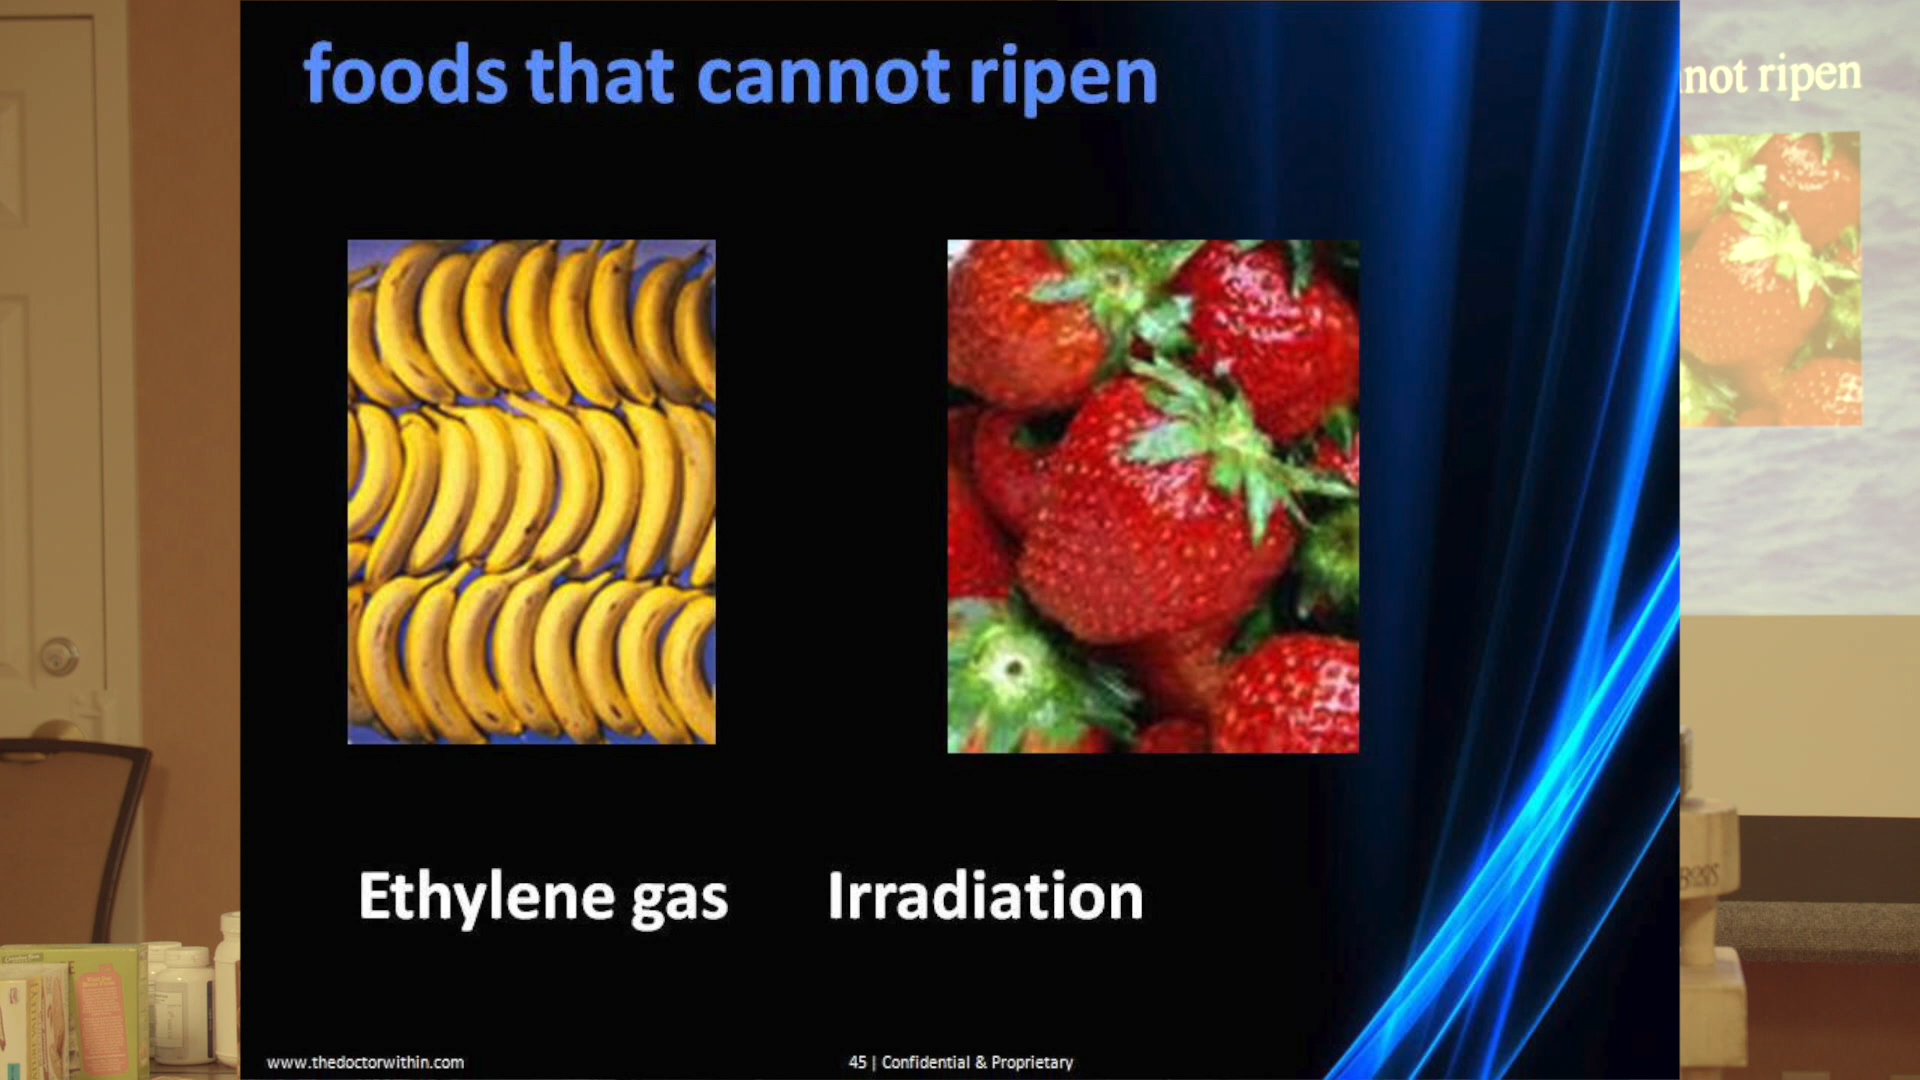 foods that cannot ripen
not ripen
Ethylene gas
Irradiation
www.thedoctorwithin.com
45 | Confidential & Proprietary